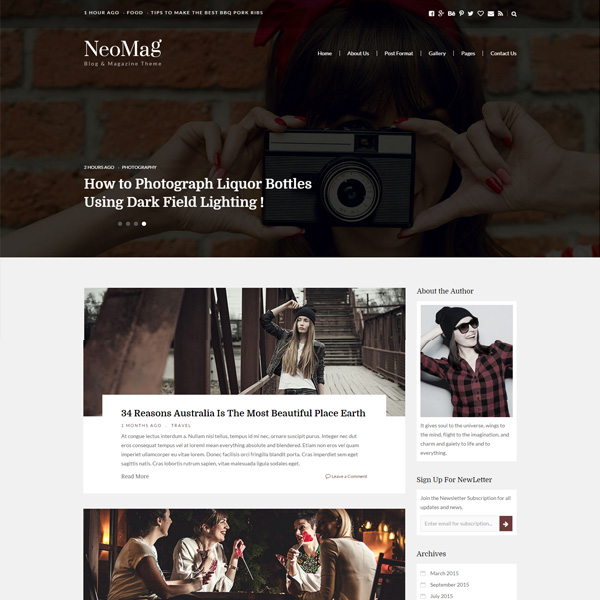 1 HOUR AGO - FOOD - TIPS TO MAKE THE BEST BBQ PORK RIBS
NeoMag
Blog & Magazine Theme
Home | About Us | Post Format | Gallery | Pages | Contact Us
2 HOURS AGO - PHOTOGRAPHY
How to Photograph Liquor Bottles
Using Dark Field Lighting !
34 Reasons Australia Is The Most Beautiful Place Earth
1 MONTHS AGO . TRAVEL
At congue lectus interdum a. Nullam nisl tellus, tempus id mi nec, ornare suscipit purus. Integer nec dut
eros consequat tempus vel at loremd mean everything absolute and blendered. Etiam non eros vel quam
imperiet ullamcorper eu vitae lorem. Donec facilisis orci fringilla blandit porta. Cras imperdiet sem eget
sagittis natis. Cras lobortis rutrum sapien, vitae malesuada ligula sodales eget.
Read More
Leave a Comment
About the Author
It gives soul to the universe, wings to
the mind, flight to the imagination, and
charm and gaiety to life and to
everything.
Sign Up For NewLetter
Join the Newsletter Subscription for all
updates and news.
Enter email for subscription...
Archives
March 2015
September 2015
July 2015